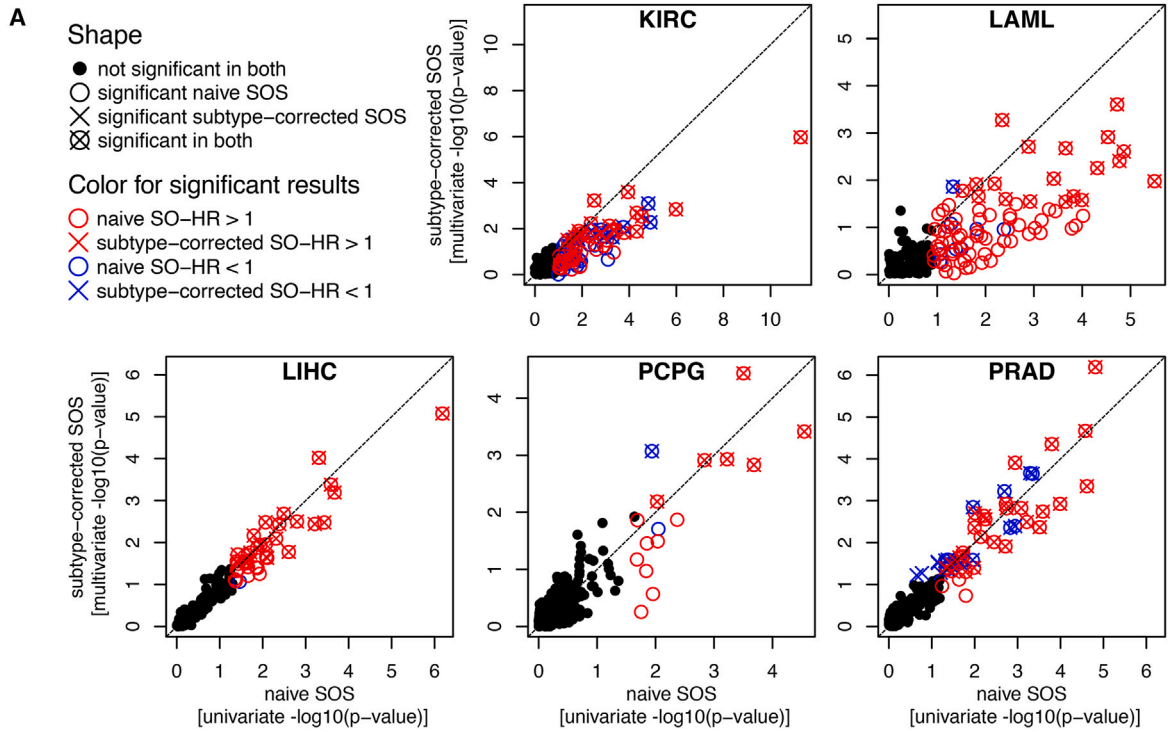 A
Shape
not significant in both
significant naive SOS
significant subtype−corrected SOS
significant in both
Color for significant results
naive SO−HR > 1
subtype−corrected SO−HR > 1
naive SO−HR < 1
subtype−corrected SO−HR < 1
KIRC
subtype−corrected SOS
[multivariate -log10(p−value)]
10
8
6
4
2
0
0 2 4 6 8 10
LAML
5
4
3
2
1
0
0 1 2 3 4 5
LIHC
subtype−corrected SOS
[multivariate -log10(p−value)]
6
5
4
3
2
1
0
0 1 2 3 4 5 6
naive SOS
[univariate -log10(p−value)]
PCPG
4
3
2
1
0
0 1 2 3 4
naive SOS
[univariate -log10(p−value)]
PRAD
6
5
4
3
2
1
0
0 1 2 3 4 5 6
naive SOS
[univariate -log10(p−value)]